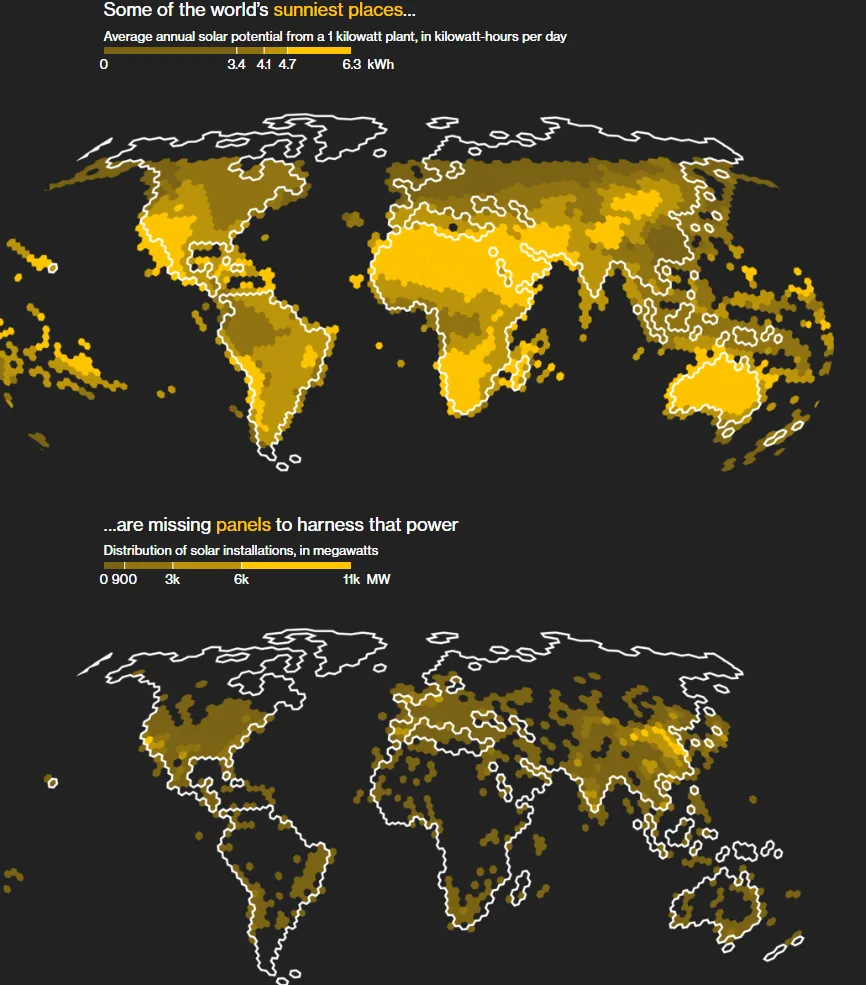 Some of the world's sunniest places...
Average annual solar potential from a 1 kilowatt plant, in kilowatt-hours per day
0 3.4 4.1 4.7 6.3 kWh
...are missing panels to harness that power
Distribution of solar installations, in megawatts
0 900 3k 6k 11k MW